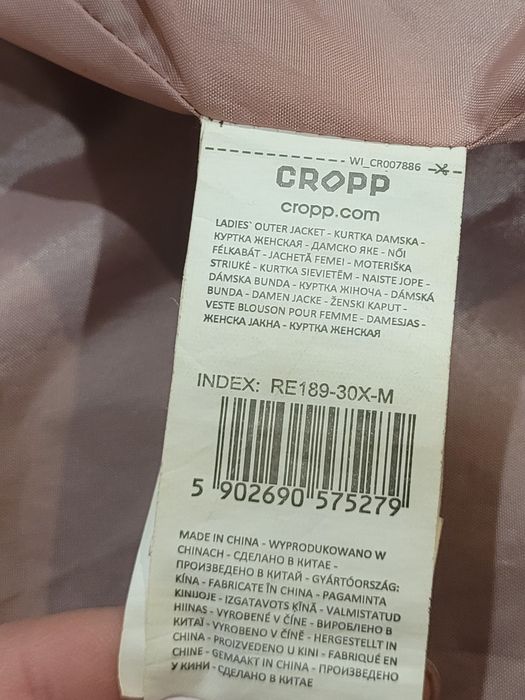 WI_CR007886
CROPP
cropp.com
LADIES` OUTER JACKET - KURTKA DAMSKA -
КУРТКА ЖЕНСКАЯ - ДАМСКО ЯКЕ - NŐI
FÉLKABÁT - JACHETĂ FEMEI - MOTERIŠKA
STRIUKĖ - KURTKA SIEVIETĒM - NAISTE JOPE -
DÁMSKA BUNDA - КУРТКА ЖІНОЧА - DÁMSKÁ
BUNDA - DAMEN JACKE - ŽENSKI KAPUT -
VESTE BLOUSON POUR FEMME - DAMESJAS -
ЖЕНСКА ЈАКНА - КУРТКА ЖЕНСКАЯ
INDEX: RE189-30X-M
5 902690 575279
MADE IN CHINA - WYPRODUKOWANO W
CHINACH - СДЕЛАНО В КИТАЕ -
ПРОИЗВЕДЕНО В КИТАЙ - GYÁRTÓORSZÁG:
KÍNA - FABRICATE ÎN CHINA - PAGAMINTA
KINIJOJE - IZGATAVOTS ĶĪNĀ - VALMISTATUD
HIINAS - VYROBENÉ V ČÍNE - ВИРОБЛЕНО В
КИТАЇ - VYROBENO V ČÍNĚ - HERGESTELLT IN
CHINA - PROIZVEDENO U KINI - FABRIQUÉ EN
CHINE - GEMAAKT IN CHINA - ПРОИЗВЕДЕНО
У КИНИ - СДЕЛАНО В КИТАЕ